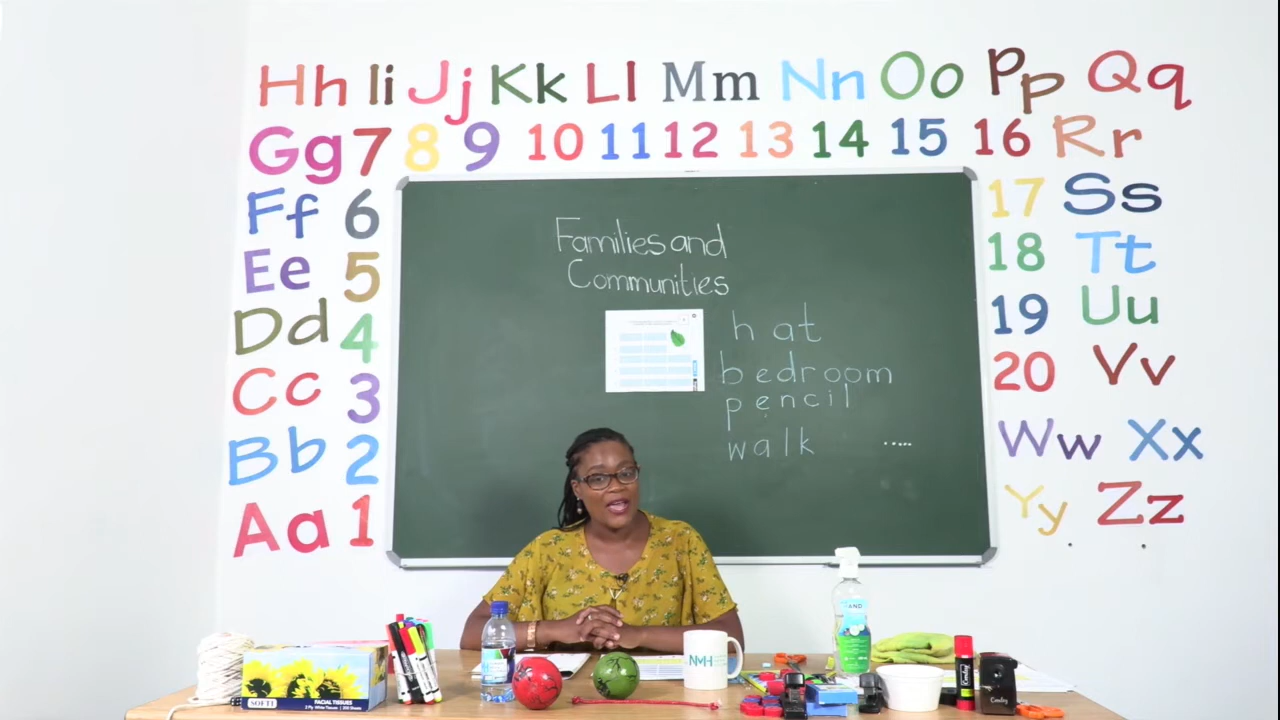 Hh Ii Jj Kk Ll Mm Nn Oo Pp Qq
Gg 7 8 9 10 11 12 13 14 15 16 Rr
Ff 6 17 Ss
Ee 5 18 Tt
Dd 4 19 Uu
Cc 3 20 Vv
Bb 2 Ww Xx
Aa 1 Yy Zz
Families and
Communities
hat
bedroom
pencil
walk .....
NMH
HAND
SOFTI
FACIAL TISSUES